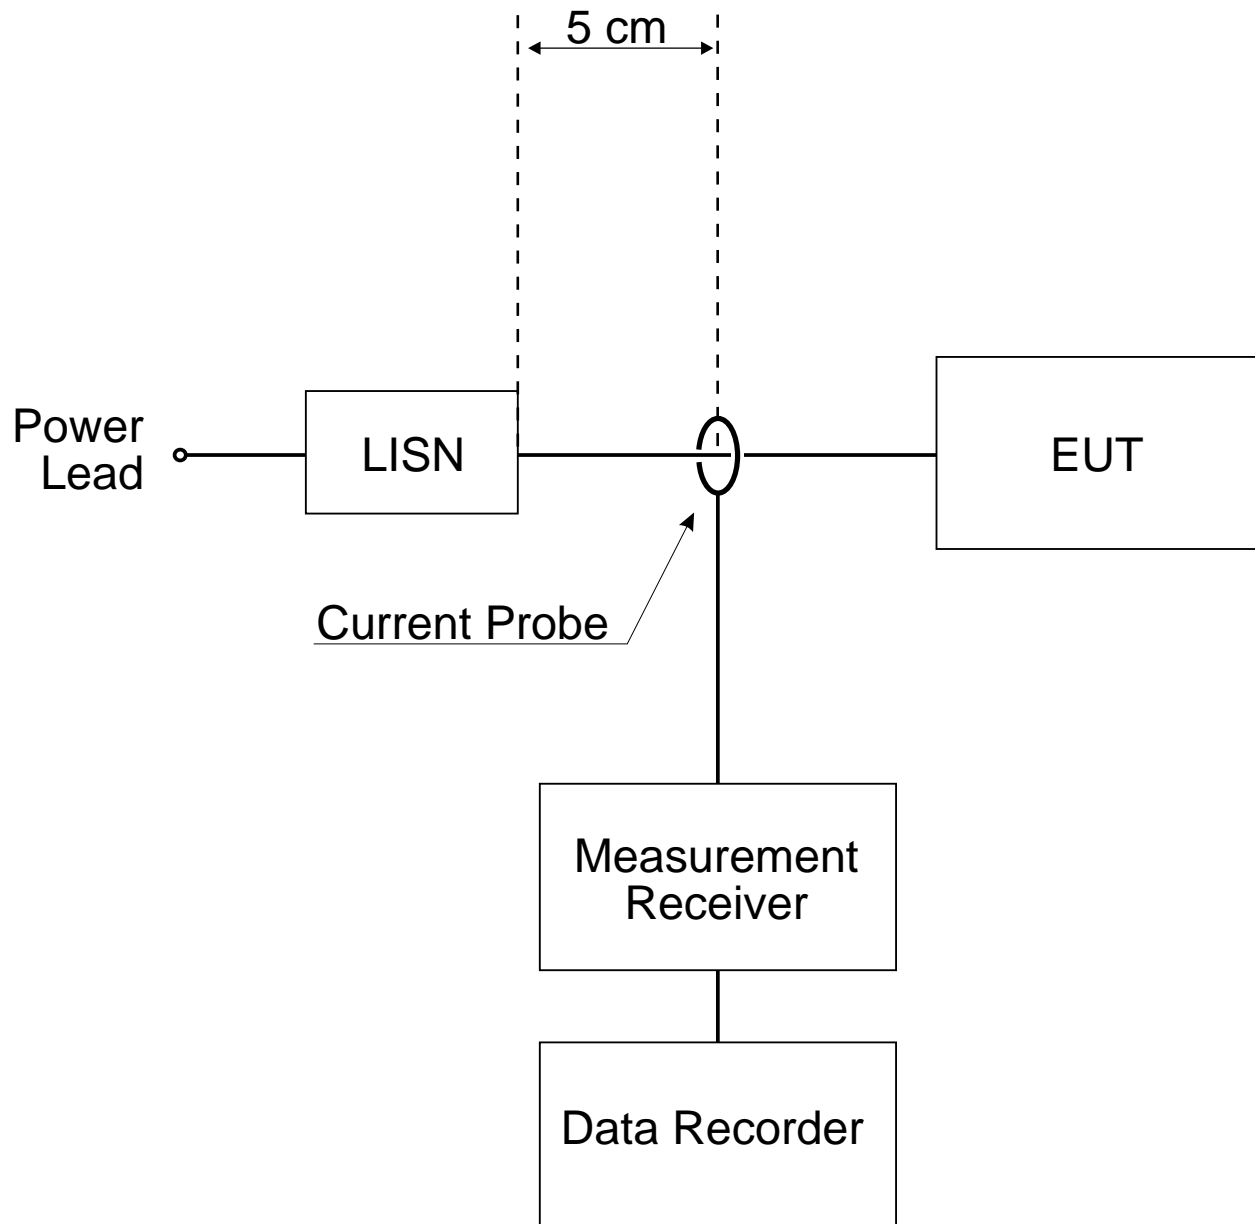 5 cm
Power
Lead
LISN
EUT
Current Probe
Measurement
Receiver
Data Recorder